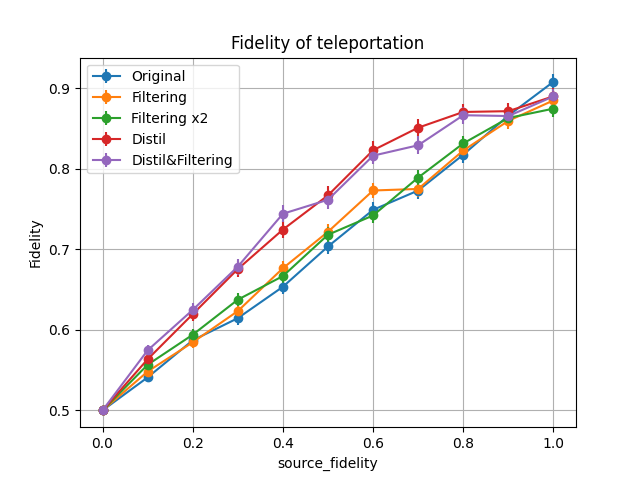 Fidelity of teleportation
Original
Filtering
Filtering x2
Distil
Distil&Filtering
Fidelity
0.9
0.8
0.7
0.6
0.5
0.0
0.2
0.4
0.6
0.8
1.0
source_fidelity